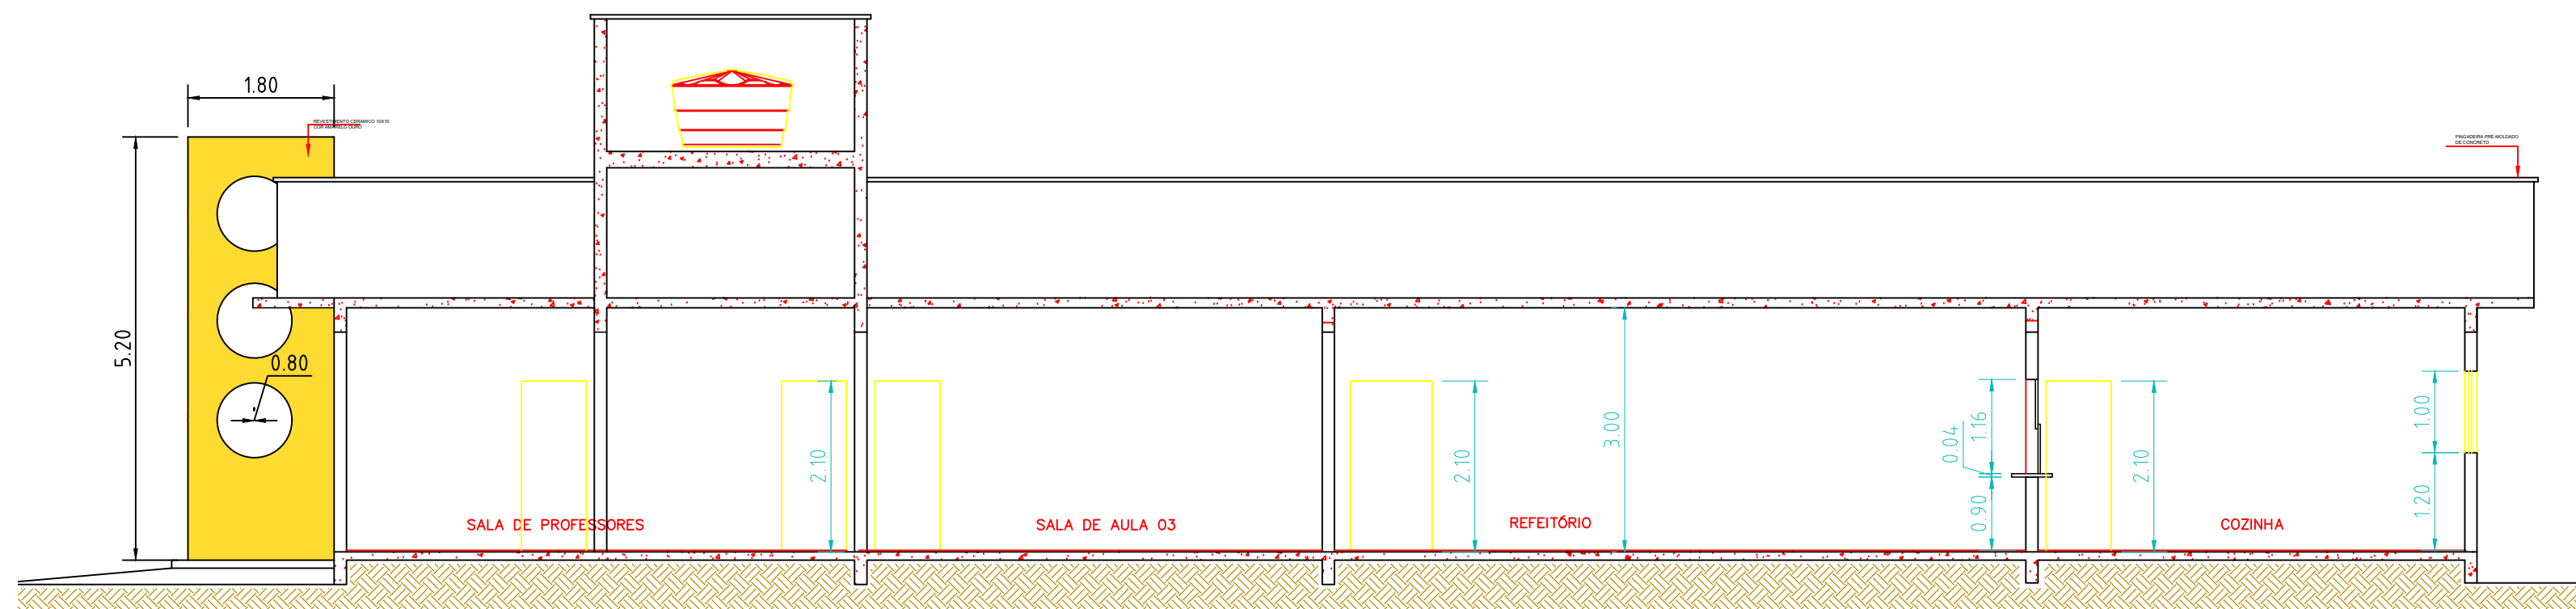 1.80
REVESTIMENTO CERAMICO 10X10
COR AMARELO OURO
PINGADEIRA PRÉ-MOLDADO
DE CONCRETO
5.20
0.80
2.10
2.10
3.00
0.04
1.16
0.90
2.10
1.00
1.20
SALA DE PROFESSORES
SALA DE AULA 03
REFEITÓRIO
COZINHA